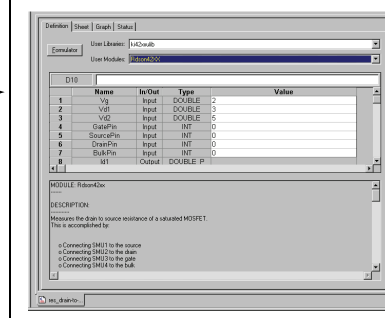 Definition Sheet Graph Status
Formulator
User Libraries: ki42xxulib
User Modules: Rdson42XX
D10
Name In/Out Type Value
1 Vg Input DOUBLE 2
2 Vd1 Input DOUBLE 3
3 Vd2 Input DOUBLE 5
4 GatePin Input INT 0
5 SourcePin Input INT 0
6 DrainPin Input INT 0
7 BulkPin Input INT 0
8 Id1 Output DOUBLE_P
MODULE: Rdson42xx
------
DESCRIPTION:
-----------
Measures the drain to source resistance of a saturated MOSFET.
This is accomplished by:
o Connecting SMU1 to the source
o Connecting SMU2 to the drain
o Connecting SMU3 to the gate
o Connecting SMU4 to the bulk
res_drain-to-...